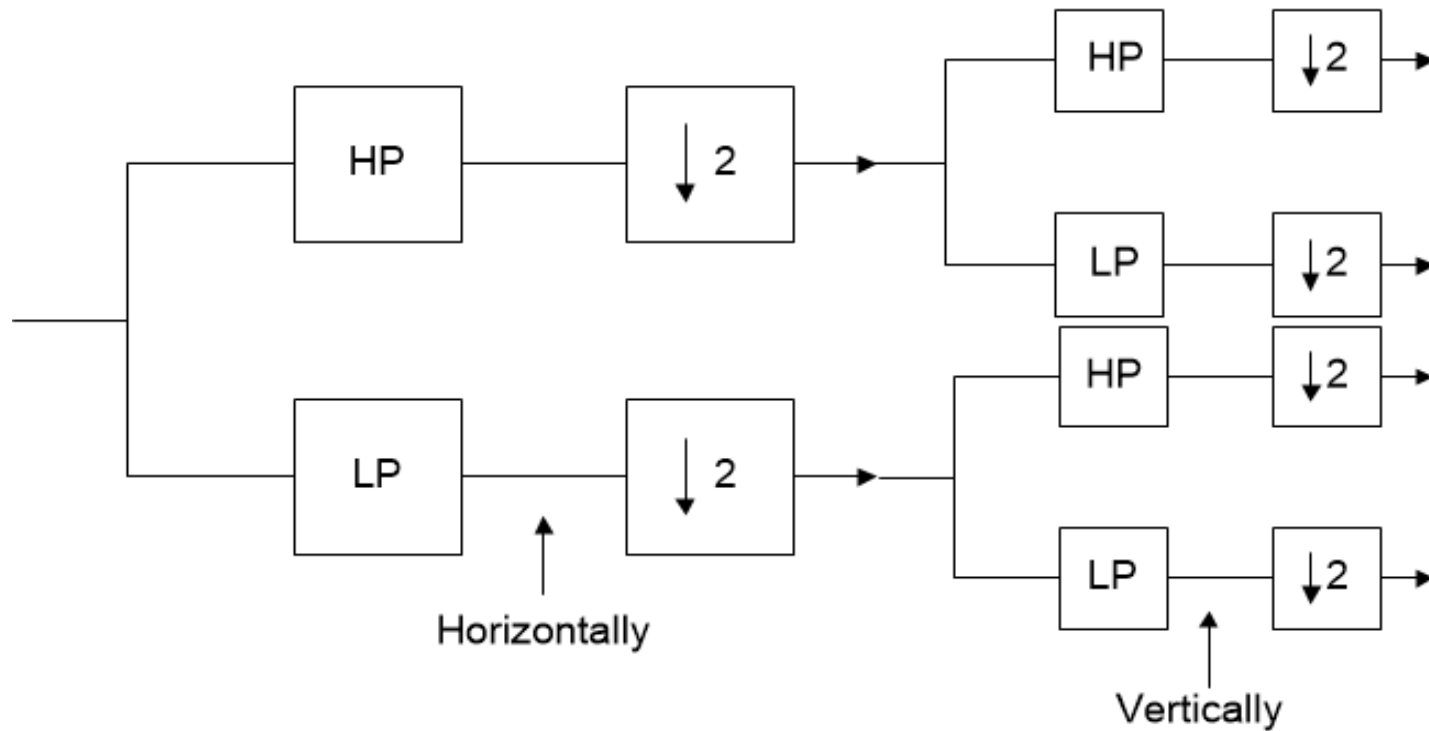 HP ↓ 2
HP ↓ 2
LP ↓ 2
HP ↓ 2
LP ↓ 2
Horizontally
LP ↓ 2
Vertically